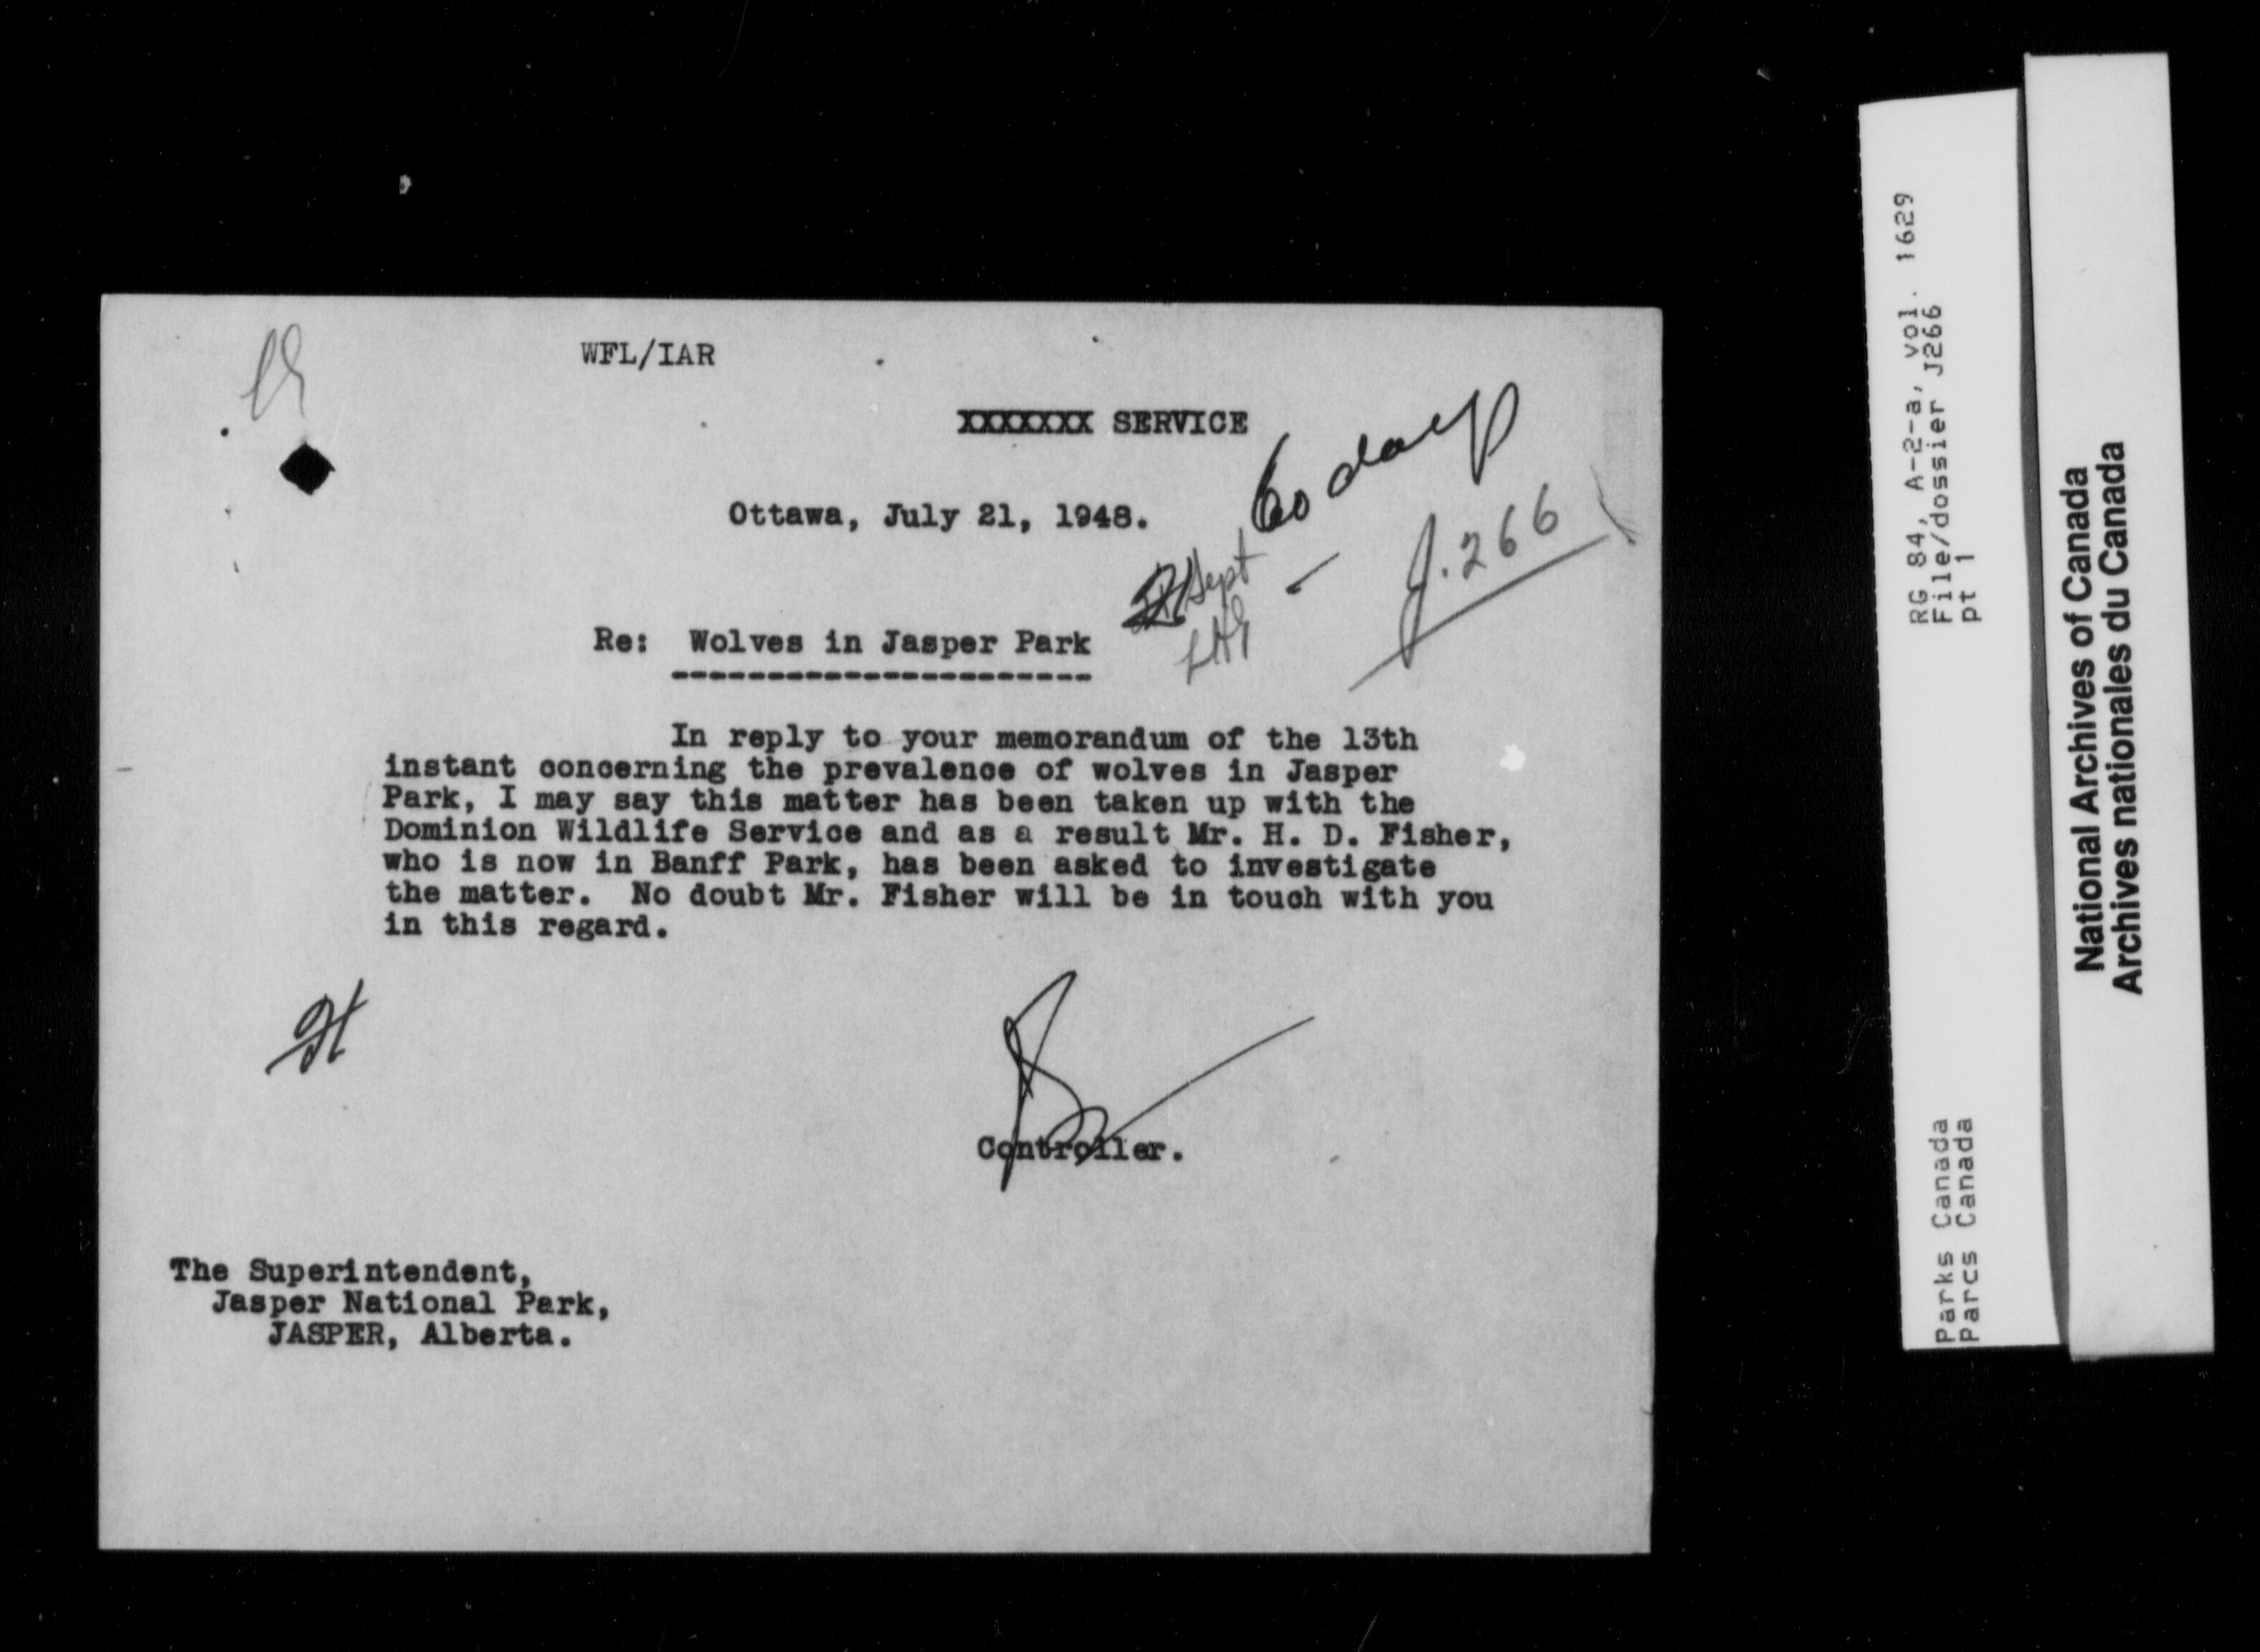 WFL/IAR
XXXXXXX SERVICE
60 days
Ottawa, July 21, 1948.
J.266
21 Sept
Re: Wolves in Jasper Park
In reply to your memorandum of the 13th
instant concerning the prevalence of wolves in Jasper
Park, I may say this matter has been taken up with the
Dominion Wildlife Service and as a result Mr. H. D. Fisher,
who is now in Banff Park, has been asked to investigate
the matter. No doubt Mr. Fisher will be in touch with you
in this regard.
Controller.
The Superintendent,
Jasper National Park,
JASPER, Alberta.
RG 84, A-2-a, vol. 1629
File/dossier J266
pt 1
Parks Canada
Parcs Canada
National Archives of Canada
Archives nationales du Canada